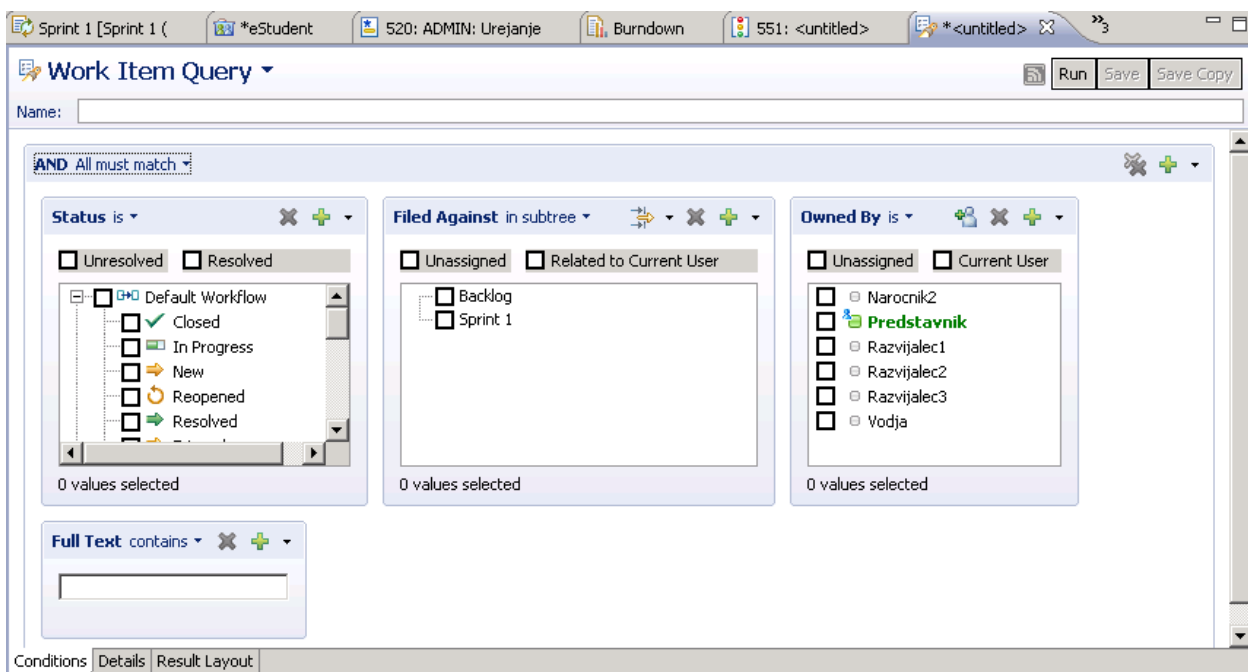 Sprint 1 [Sprint 1 (
*eStudent
520: ADMIN: Urejanje
Burndown
551: <untitled>
*<untitled>
»3
Work Item Query
Run
Save
Save Copy
Name:
AND All must match
Status is
Unresolved
Resolved
Default Workflow
Closed
In Progress
New
Reopened
Resolved
0 values selected
Filed Against in subtree
Unassigned
Related to Current User
Backlog
Sprint 1
0 values selected
Owned By is
Unassigned
Current User
Narocnik2
Predstavnik
Razvijalec1
Razvijalec2
Razvijalec3
Vodja
0 values selected
Full Text contains
Conditions
Details
Result Layout